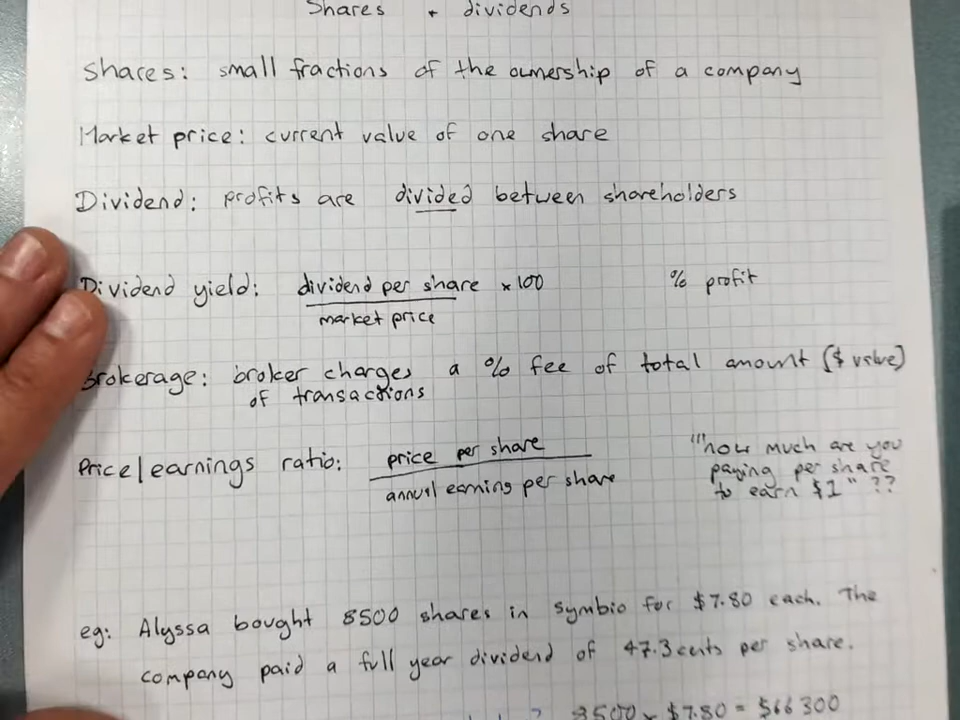 Shares + dividends
Shares: small fractions of the ownership of a company
Market price: current value of one share
Dividend: profits are divided between shareholders
Dividend yield: dividend per share × 100 % profit
market price
Brokerage: broker charges a % fee of total amount ($ value)
of transactions
Price/earnings ratio: price per share
annual earning per share
"how much are you
paying per share
to earn $1" ??
eg: Alyssa bought 8500 shares in symbio for $7.80 each. The
company paid a full year dividend of 47.3 cents per share.
8500 × $7.80 = $66 300